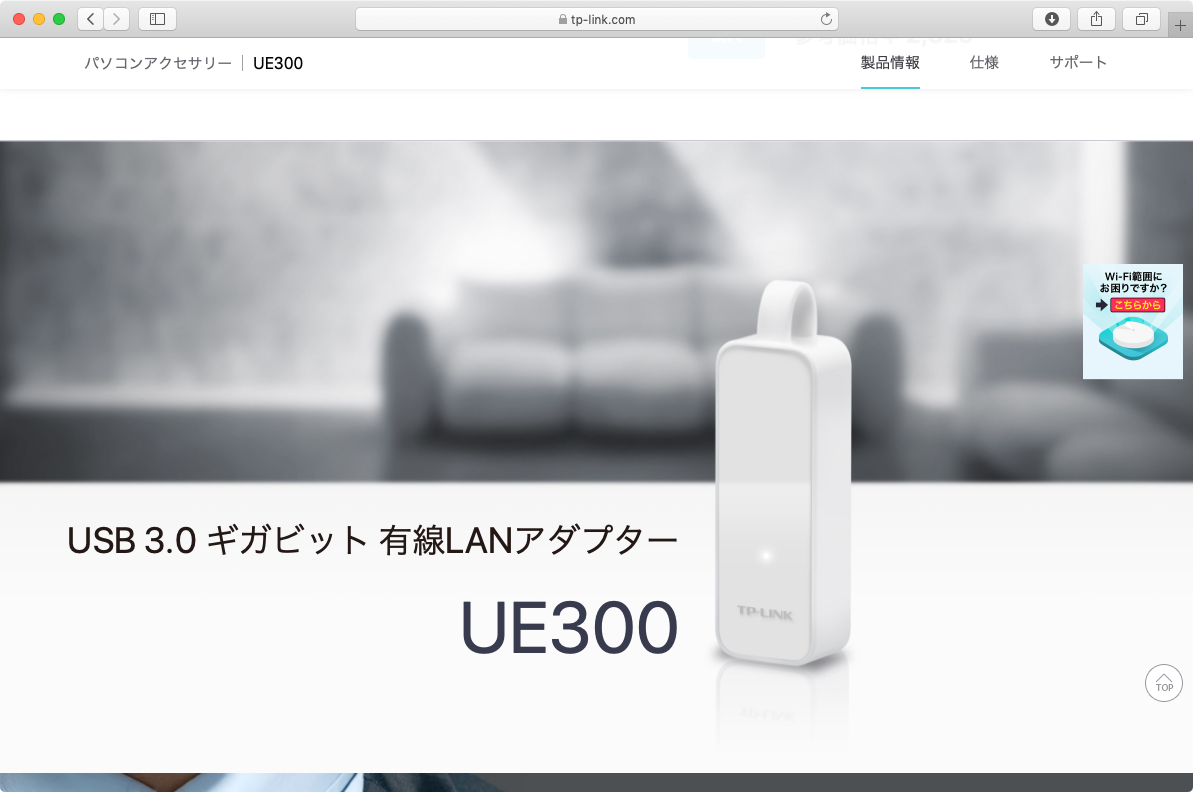 tp-link.com
パソコンアクセサリー | UE300
製品情報
仕様
サポート
Wi-Fi範囲に
お困りですか？
こちらから
USB 3.0 ギガビット 有線LANアダプター
UE300
TP-LINK
TOP